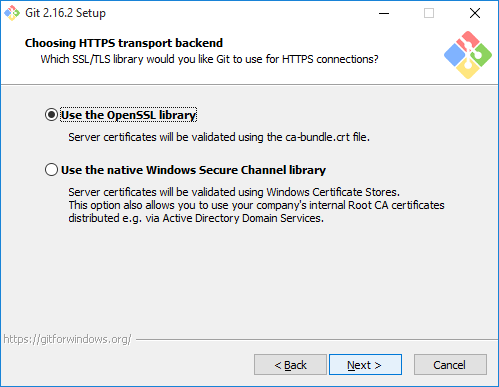 Git 2.16.2 Setup
Choosing HTTPS transport backend
Which SSL/TLS library would you like Git to use for HTTPS connections?
Use the OpenSSL library
Server certificates will be validated using the ca-bundle.crt file.
Use the native Windows Secure Channel library
Server certificates will be validated using Windows Certificate Stores.
This option also allows you to use your company's internal Root CA certificates
distributed e.g. via Active Directory Domain Services.
https://gitforwindows.org/
< Back
Next >
Cancel